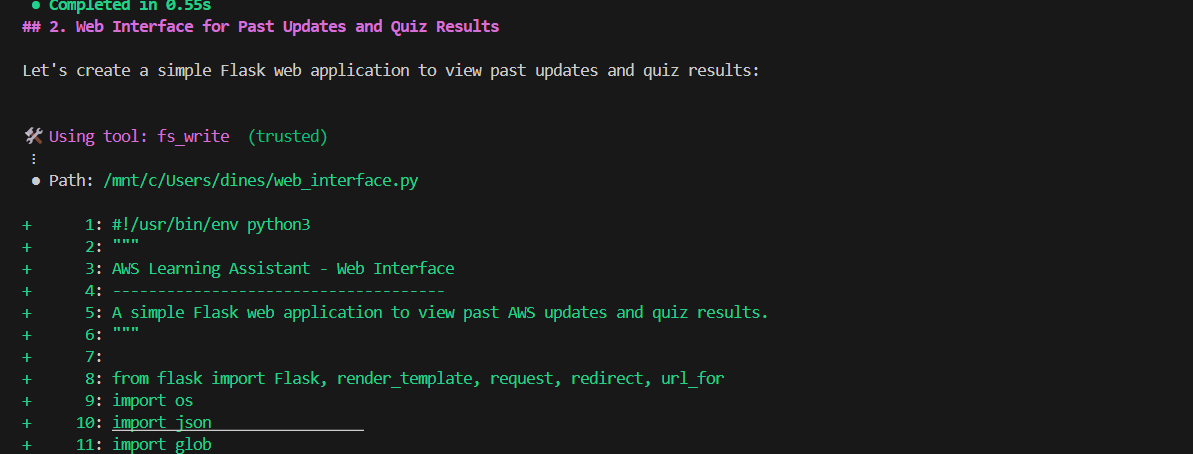 ● Completed in 0.55s
## 2. Web Interface for Past Updates and Quiz Results
Let's create a simple Flask web application to view past updates and quiz results:
🛠️ Using tool: fs_write (trusted)
⋮
● Path: /mnt/c/Users/dines/web_interface.py
+ 1: #!/usr/bin/env python3
+ 2: """
+ 3: AWS Learning Assistant - Web Interface
+ 4: -------------------------------------
+ 5: A simple Flask web application to view past AWS updates and quiz results.
+ 6: """
+ 7:
+ 8: from flask import Flask, render_template, request, redirect, url_for
+ 9: import os
+ 10: import json
+ 11: import glob